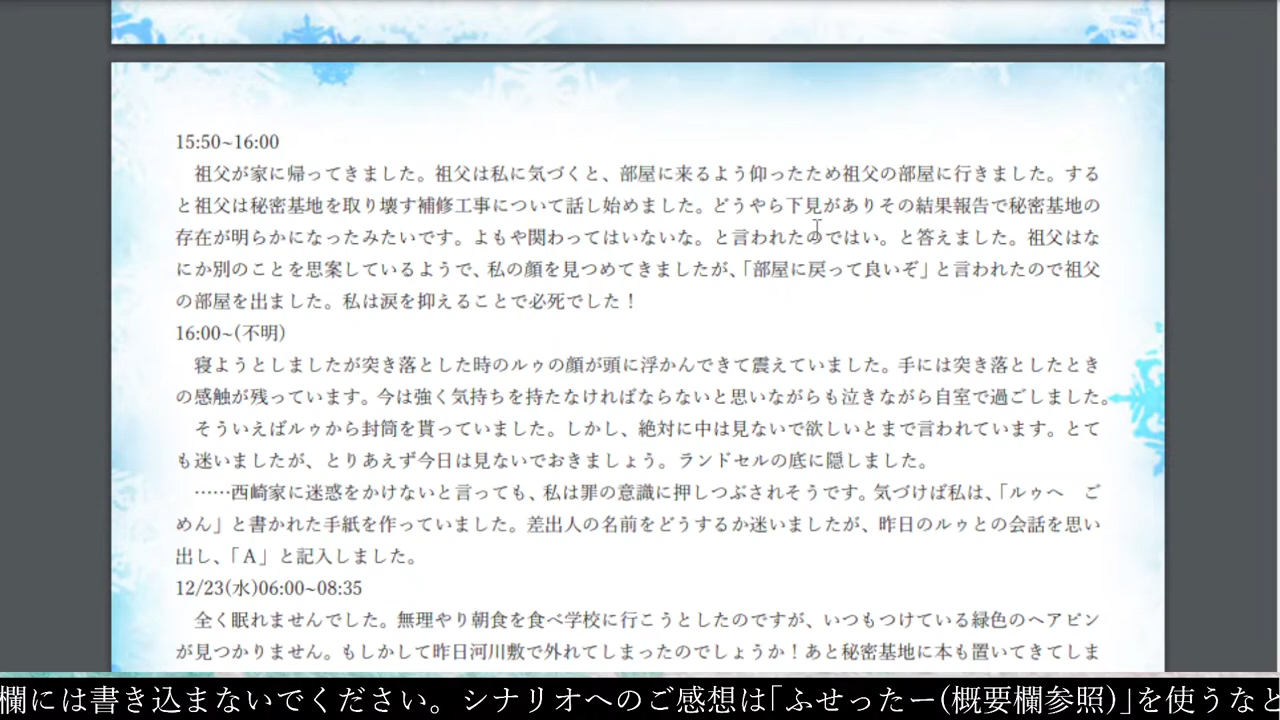 15:50~16:00
祖父が家に帰ってきました。祖父は私に気づくと、部屋に来るよう仰ったため祖父の部屋に行きました。する
と祖父は秘密基地を取り壊す補修工事について話し始めました。どうやら下見がありその結果報告で秘密基地の
存在が明らかになったみたいです。よもや関わってはいないな。と言われたのではい。と答えました。祖父はな
にか別のことを思案しているようで、私の顔を見つめてきましたが、「部屋に戻って良いぞ」と言われたので祖父
の部屋を出ました。私は涙を抑えることで必死でした！
16:00~(不明)
寝ようとしましたが突き落とした時のルゥの顔が頭に浮かんできて震えていました。手には突き落としたとき
の感触が残っています。今は強く気持ちを持たなければならないと思いながらも泣きながら自室で過ごしました。
そういえばルゥから封筒を貰っていました。しかし、絶対に中は見ないで欲しいとまで言われています。とて
も迷いましたが、とりあえず今日は見ないでおきましょう。ランドセルの底に隠しました。
……西崎家に迷惑をかけないと言っても、私は罪の意識に押しつぶされそうです。気づけば私は、「ルゥへ　ご
めん」と書かれた手紙を作っていました。差出人の名前をどうするか迷いましたが、昨日のルゥとの会話を思い
出し、「Ａ」と記入しました。
12/23(水)06:00~08:35
全く眠れませんでした。無理やり朝食を食べ学校に行こうとしたのですが、いつもつけている緑色のヘアピン
が見つかりません。もしかして昨日河川敷で外れてしまったのでしょうか！あと秘密基地に本も置いてきてしま
欄には書き込まないでください。シナリオへのご感想は「ふせったー(概要欄参照)」を使うなど